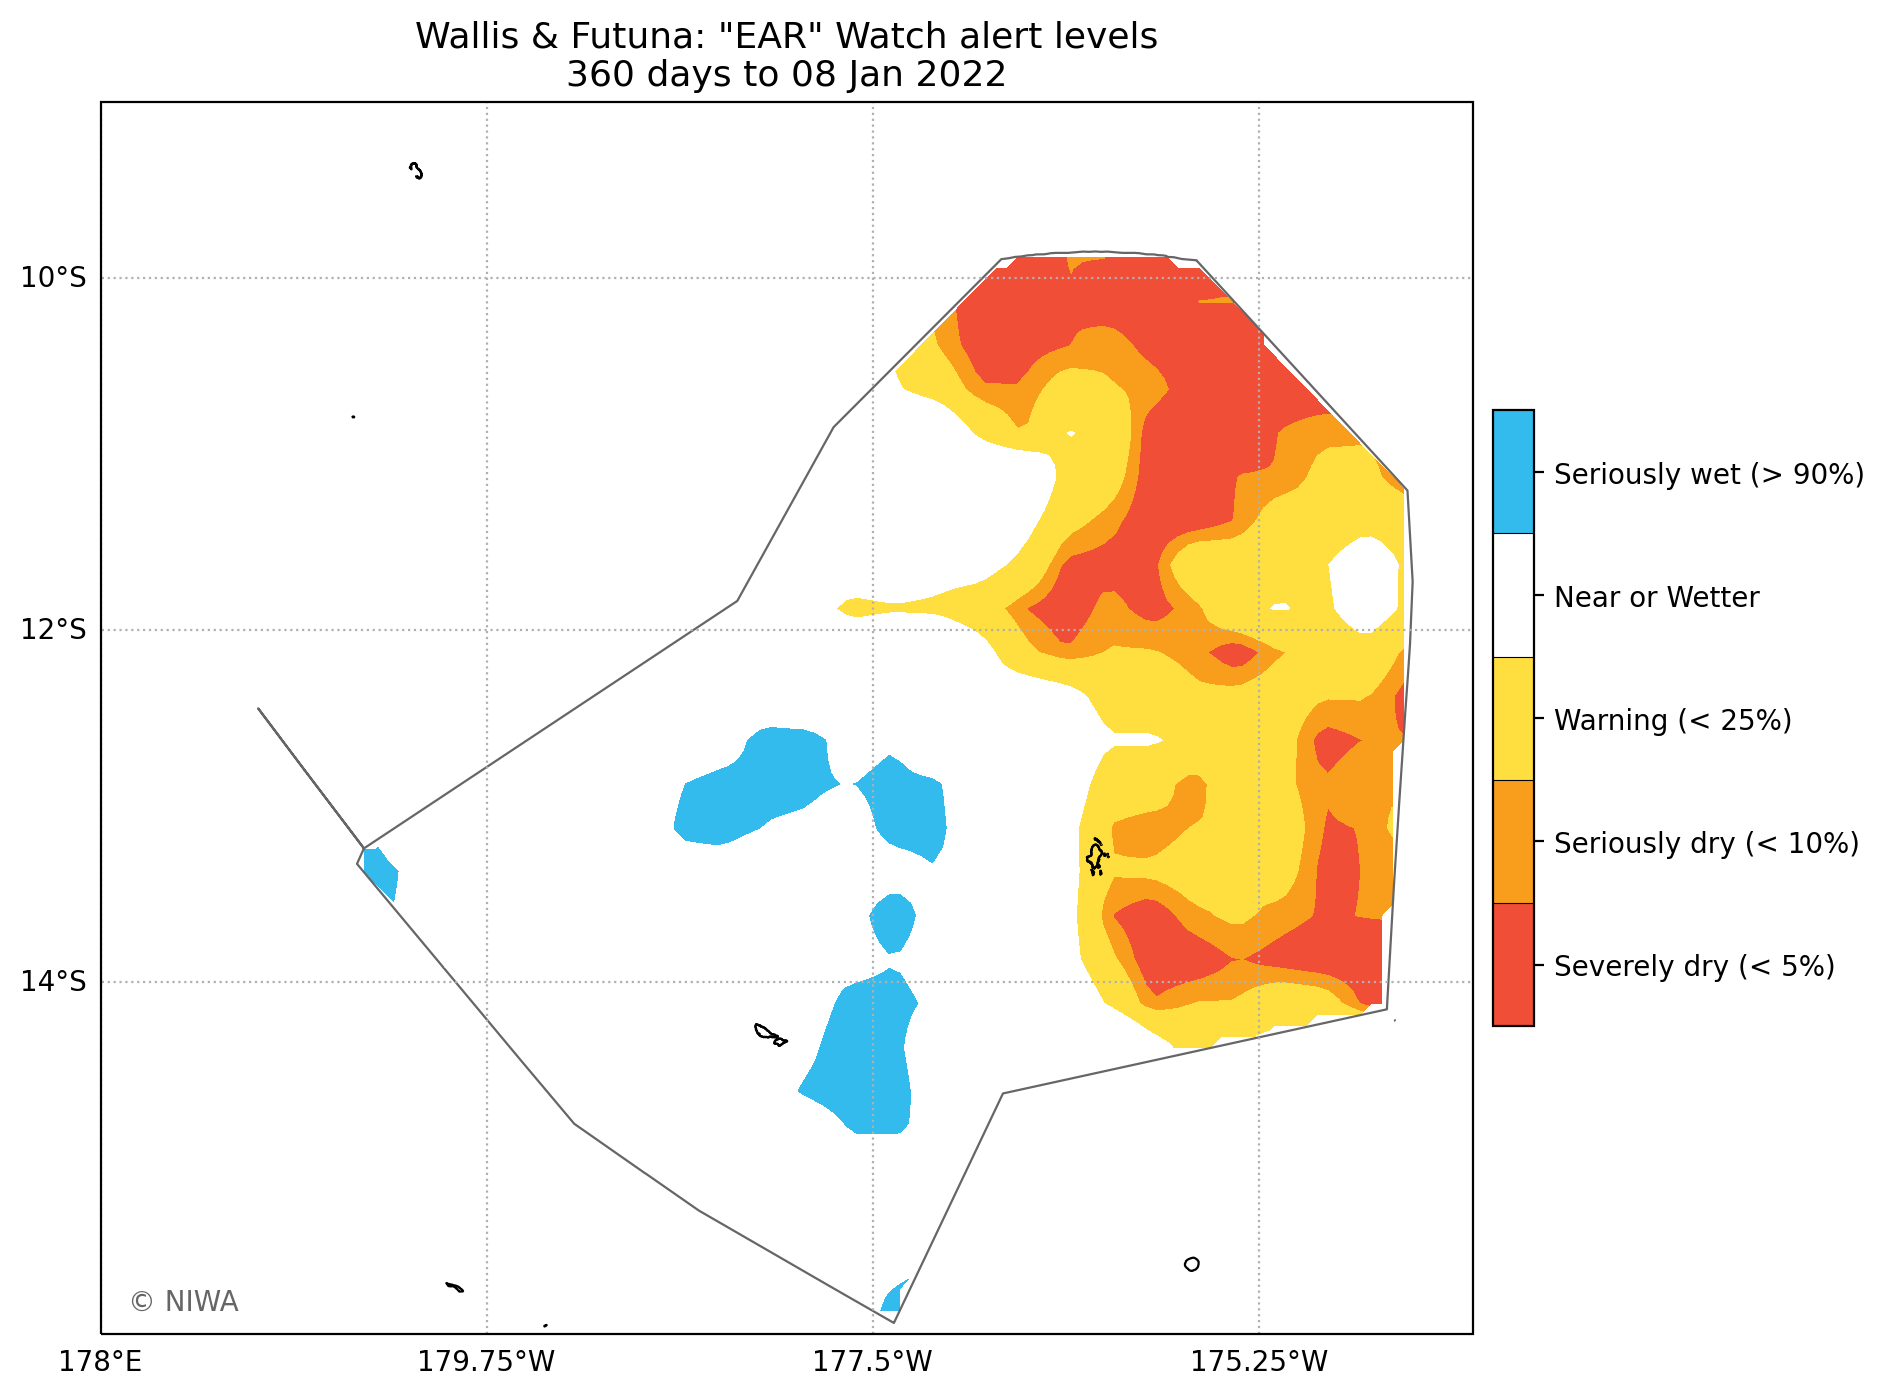 Wallis & Futuna: "EAR" Watch alert levels
360 days to 08 Jan 2022
10°S
12°S
14°S
178°E
179.75°W
177.5°W
175.25°W
Seriously wet (> 90%)
Near or Wetter
Warning (< 25%)
Seriously dry (< 10%)
Severely dry (< 5%)
© NIWA